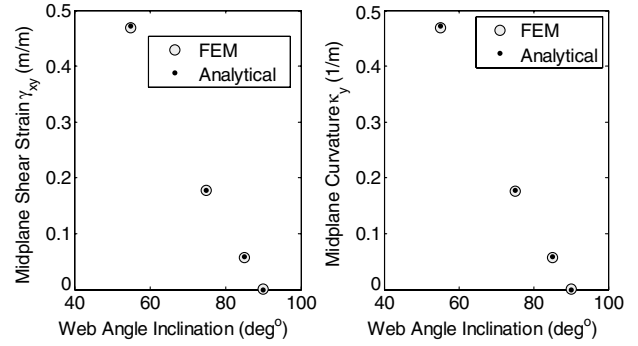 0.5
0.4
0.3
0.2
0.1
0
40 60 80 100
Web Angle Inclination (deg°)
Midplane Shear Strain γxy (m/m)
FEM
Analytical
0.5
0.4
0.3
0.2
0.1
0
40 60 80 100
Web Angle Inclination (deg°)
Midplane Curvature κy (1/m)
FEM
Analytical